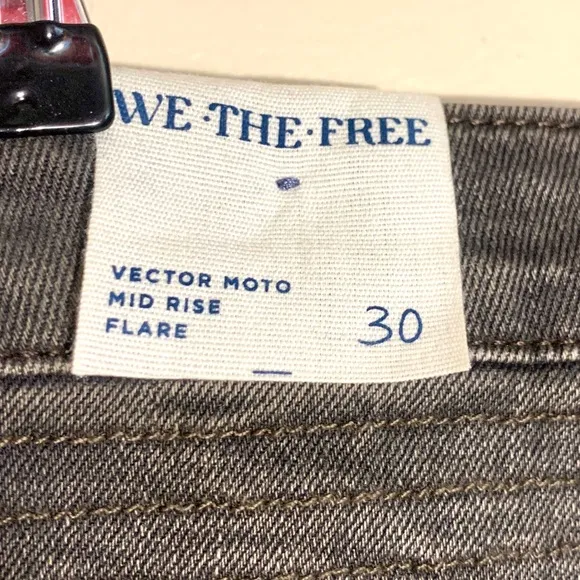 WE·THE·FREE
VECTOR MOTO
MID RISE
FLARE
30